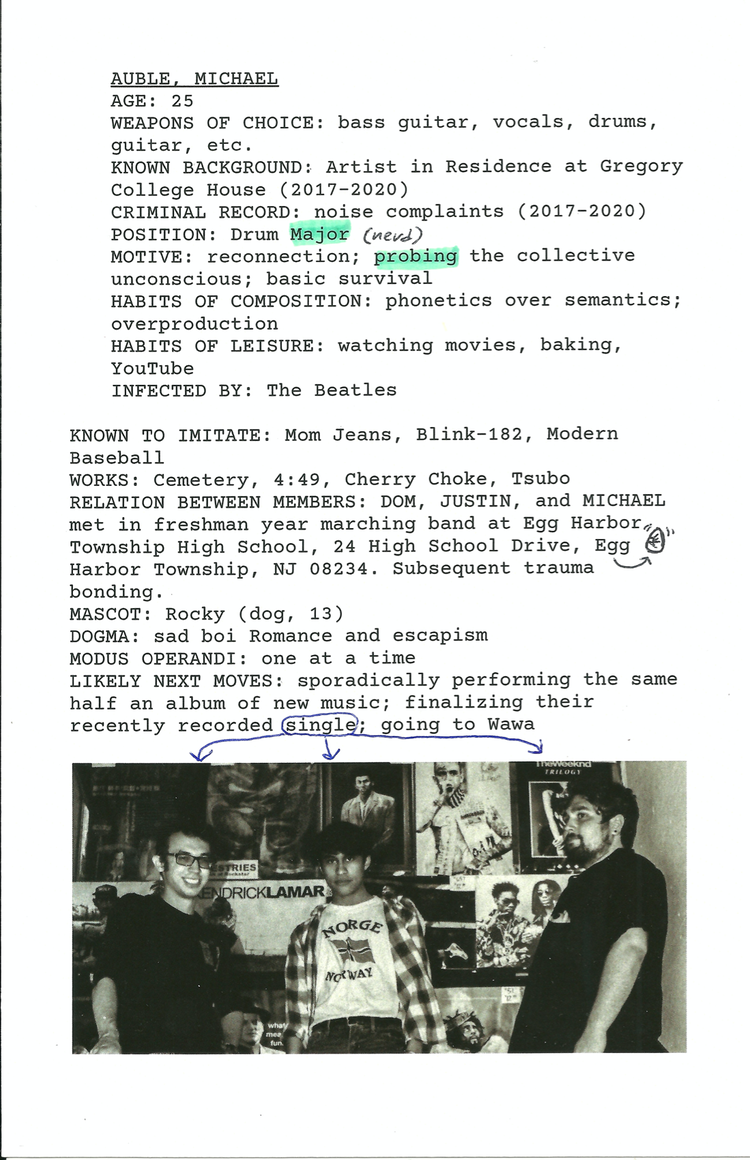 AUBLE, MICHAEL
AGE: 25
WEAPONS OF CHOICE: bass guitar, vocals, drums,
guitar, etc.
KNOWN BACKGROUND: Artist in Residence at Gregory
College House (2017-2020)
CRIMINAL RECORD: noise complaints (2017-2020)
POSITION: Drum Major (nerd)
MOTIVE: reconnection; probing the collective
unconscious; basic survival
HABITS OF COMPOSITION: phonetics over semantics;
overproduction
HABITS OF LEISURE: watching movies, baking,
YouTube
INFECTED BY: The Beatles
KNOWN TO IMITATE: Mom Jeans, Blink-182, Modern
Baseball
WORKS: Cemetery, 4:49, Cherry Choke, Tsubo
RELATION BETWEEN MEMBERS: DOM, JUSTIN, and MICHAEL
met in freshman year marching band at Egg Harbor
Township High School, 24 High School Drive, Egg
Harbor Township, NJ 08234. Subsequent trauma
bonding.
MASCOT: Rocky (dog, 13)
DOGMA: sad boi Romance and escapism
MODUS OPERANDI: one at a time
LIKELY NEXT MOVES: sporadically performing the same
half an album of new music; finalizing their
recently recorded single; going to Wawa
TheWeeknd
TRILOGY
ESTRIES
ENDRICKLAMAR
NORGE
NORWAY
what
mee
fun.